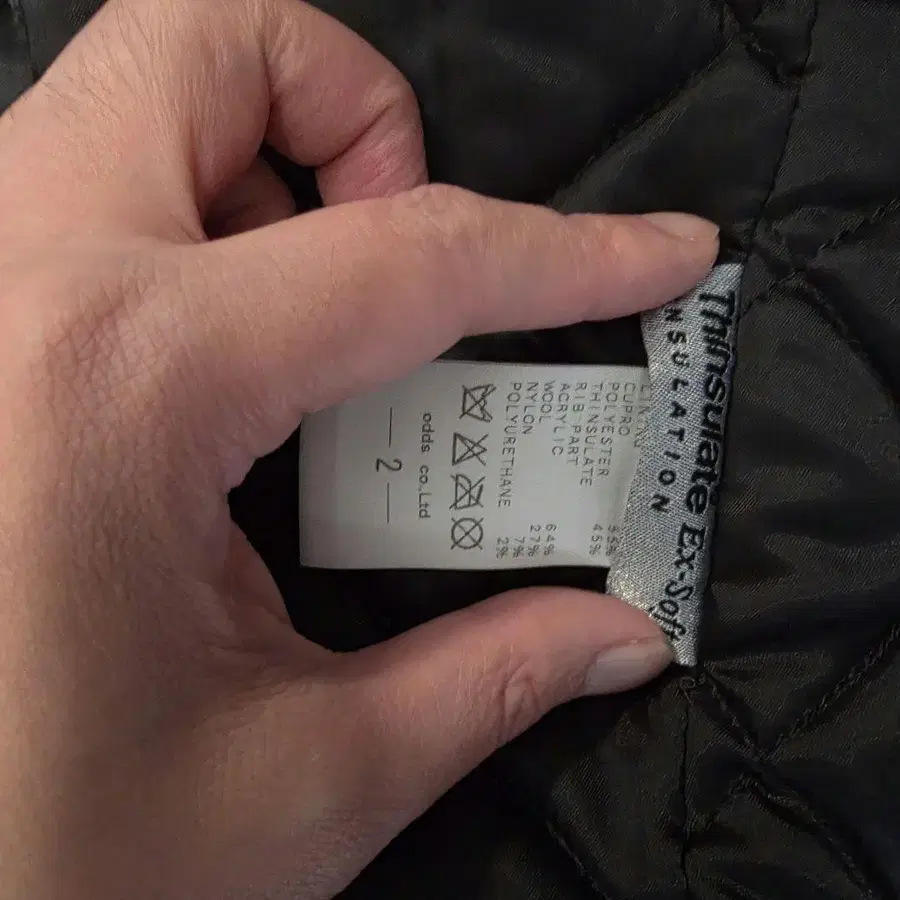 Thinsulate Ex-Soft
INSULATION
LINING
CUPRO 55%
POLYESTER 45%
THINSULATE
RIB PART
ACRYLIC 64%
WOOL 27%
NYLON 7%
POLYURETHANE 2%
odds co.,Ltd
— 2 —